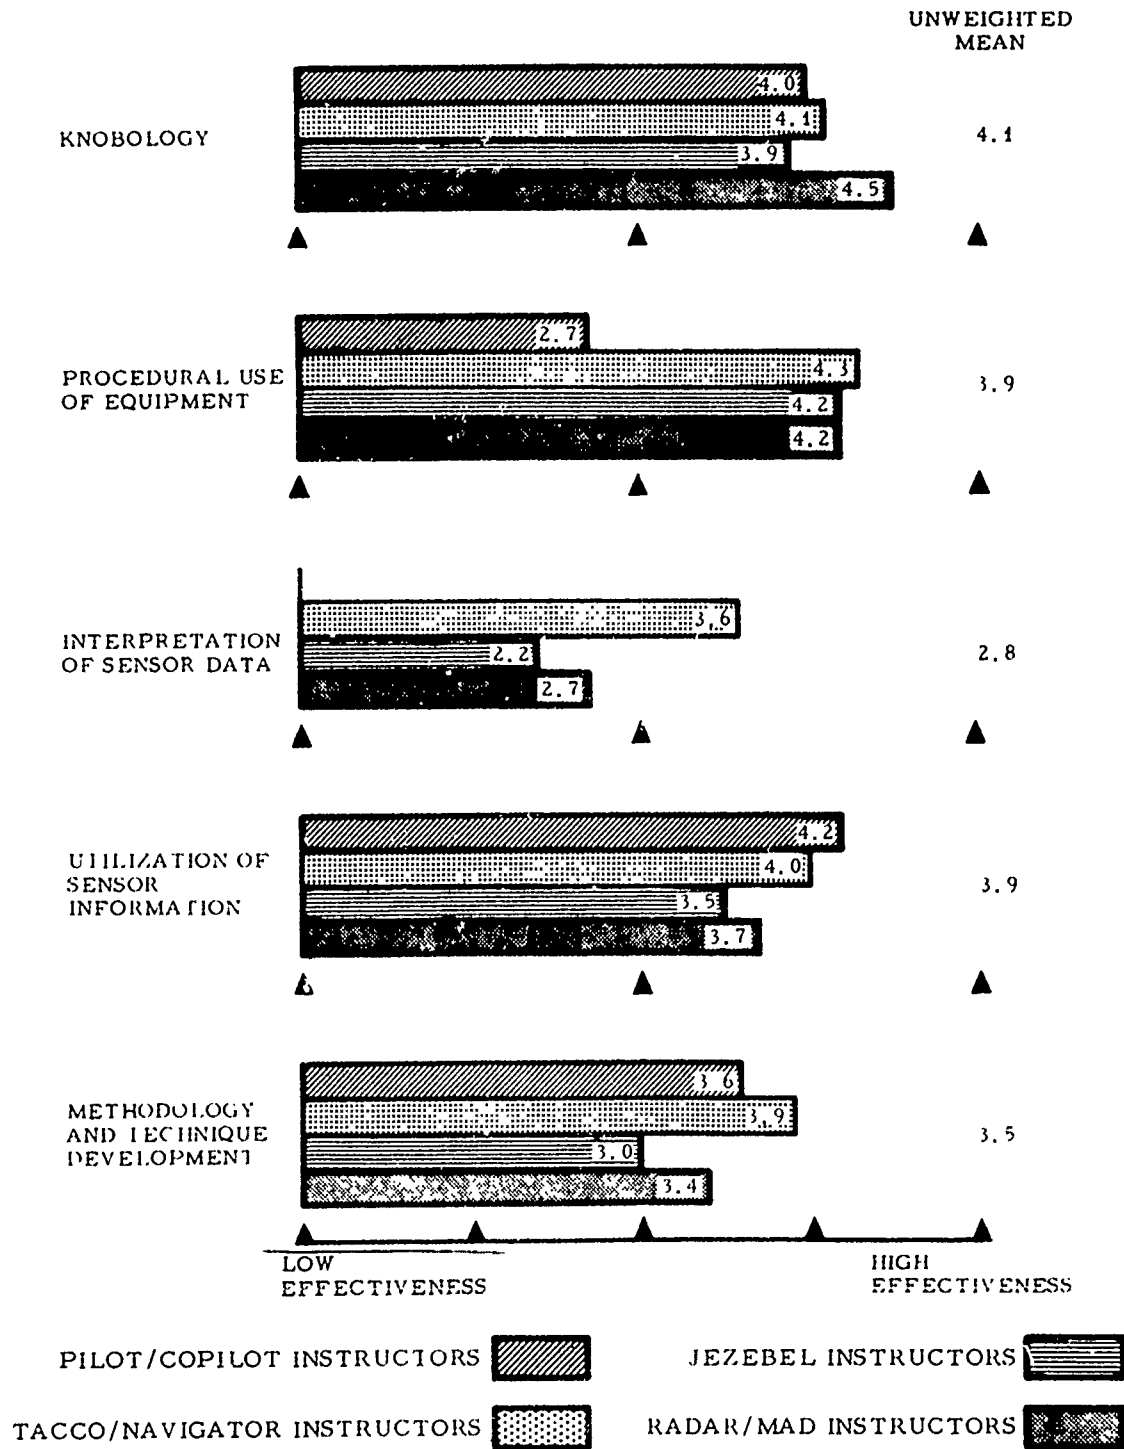 UNWEIGHTED
MEAN
KNOBOLOGY
4.0
4.1
3.9
4.5
4.1
PROCEDURAL USE
OF EQUIPMENT
2.7
4.3
4.2
4.2
3.9
INTERPRETATION
OF SENSOR DATA
3.6
2.2
2.7
2.8
UTILIZATION OF
SENSOR
INFORMATION
4.2
4.0
3.5
3.7
3.9
METHODOLOGY
AND TECHNIQUE
DEVELOPMENT
3.6
3.9
3.0
3.4
3.5
LOW
EFFECTIVENESS
HIGH
EFFECTIVENESS
PILOT/COPILOT INSTRUCTORS
JEZEBEL INSTRUCTORS
TACCO/NAVIGATOR INSTRUCTORS
RADAR/MAD INSTRUCTORS